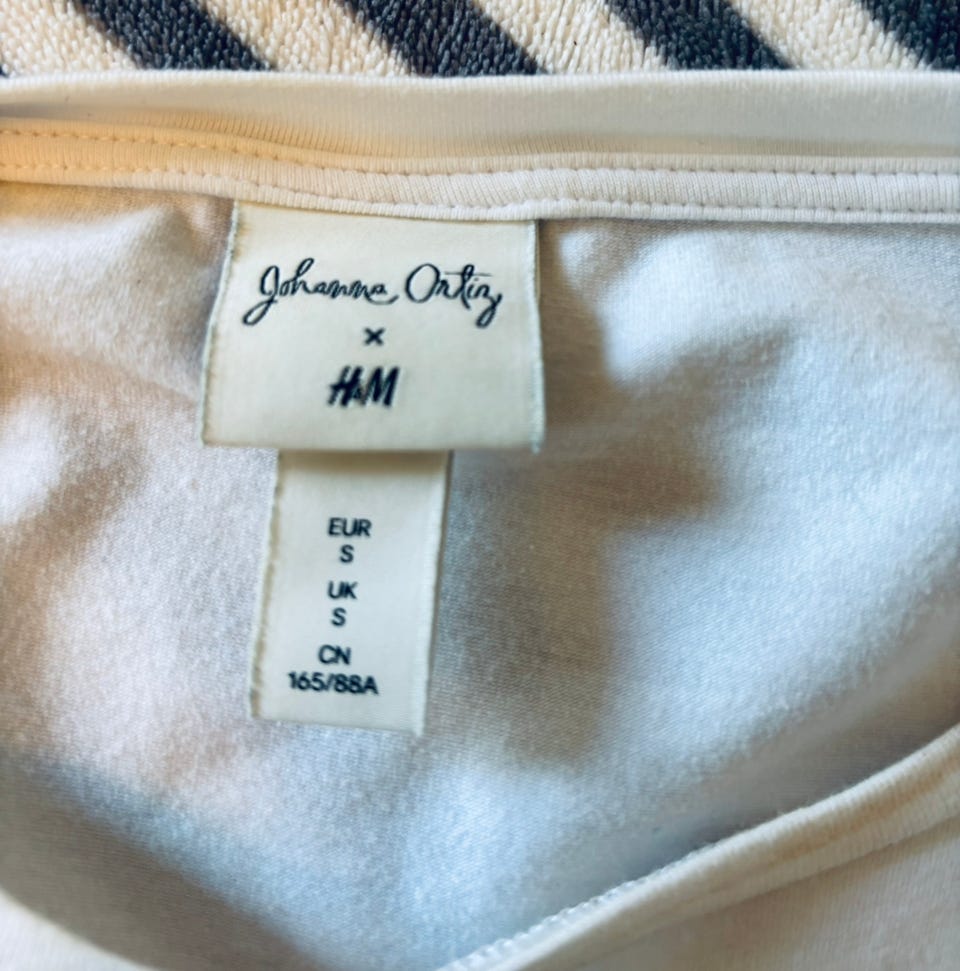 Johanna Ortiz
x
H&M
EUR
S
UK
S
CN
165/88A